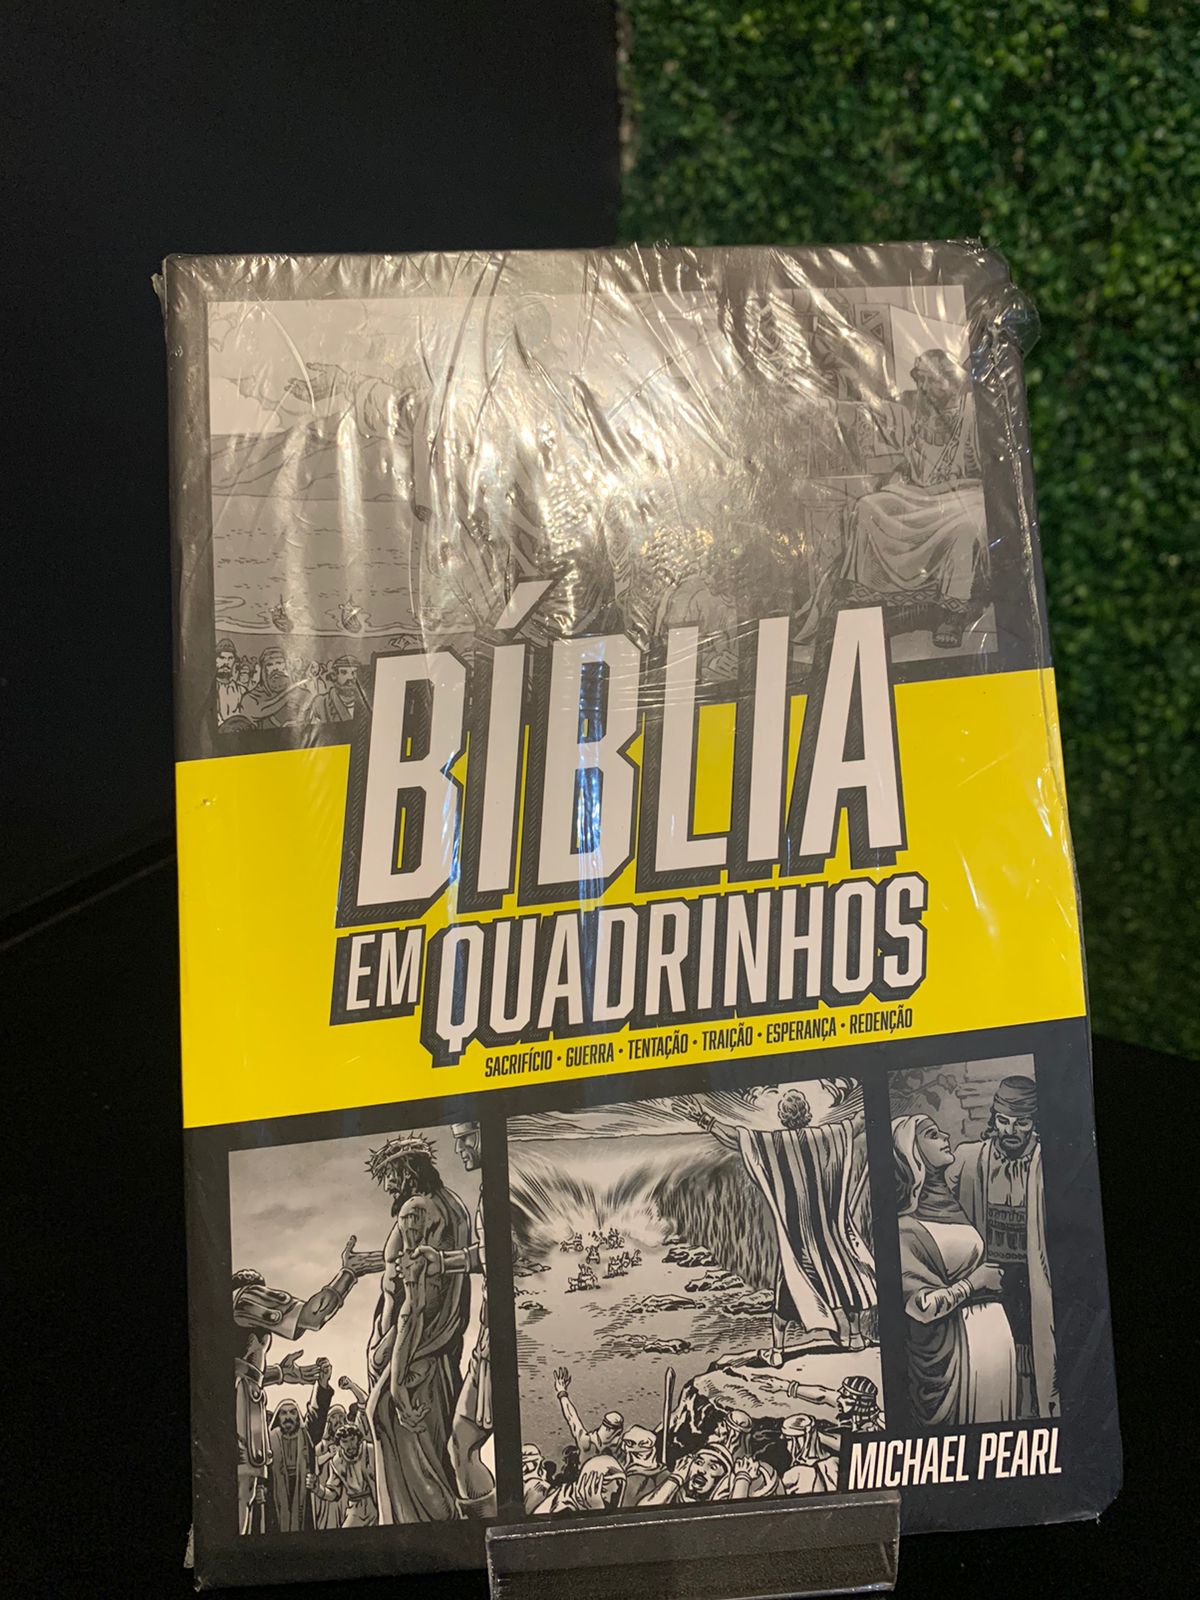 BÍBLIA
EM QUADRINHOS
SACRIFÍCIO • GUERRA • TENTAÇÃO • TRAIÇÃO • ESPERANÇA • REDENÇÃO
MICHAEL PEARL